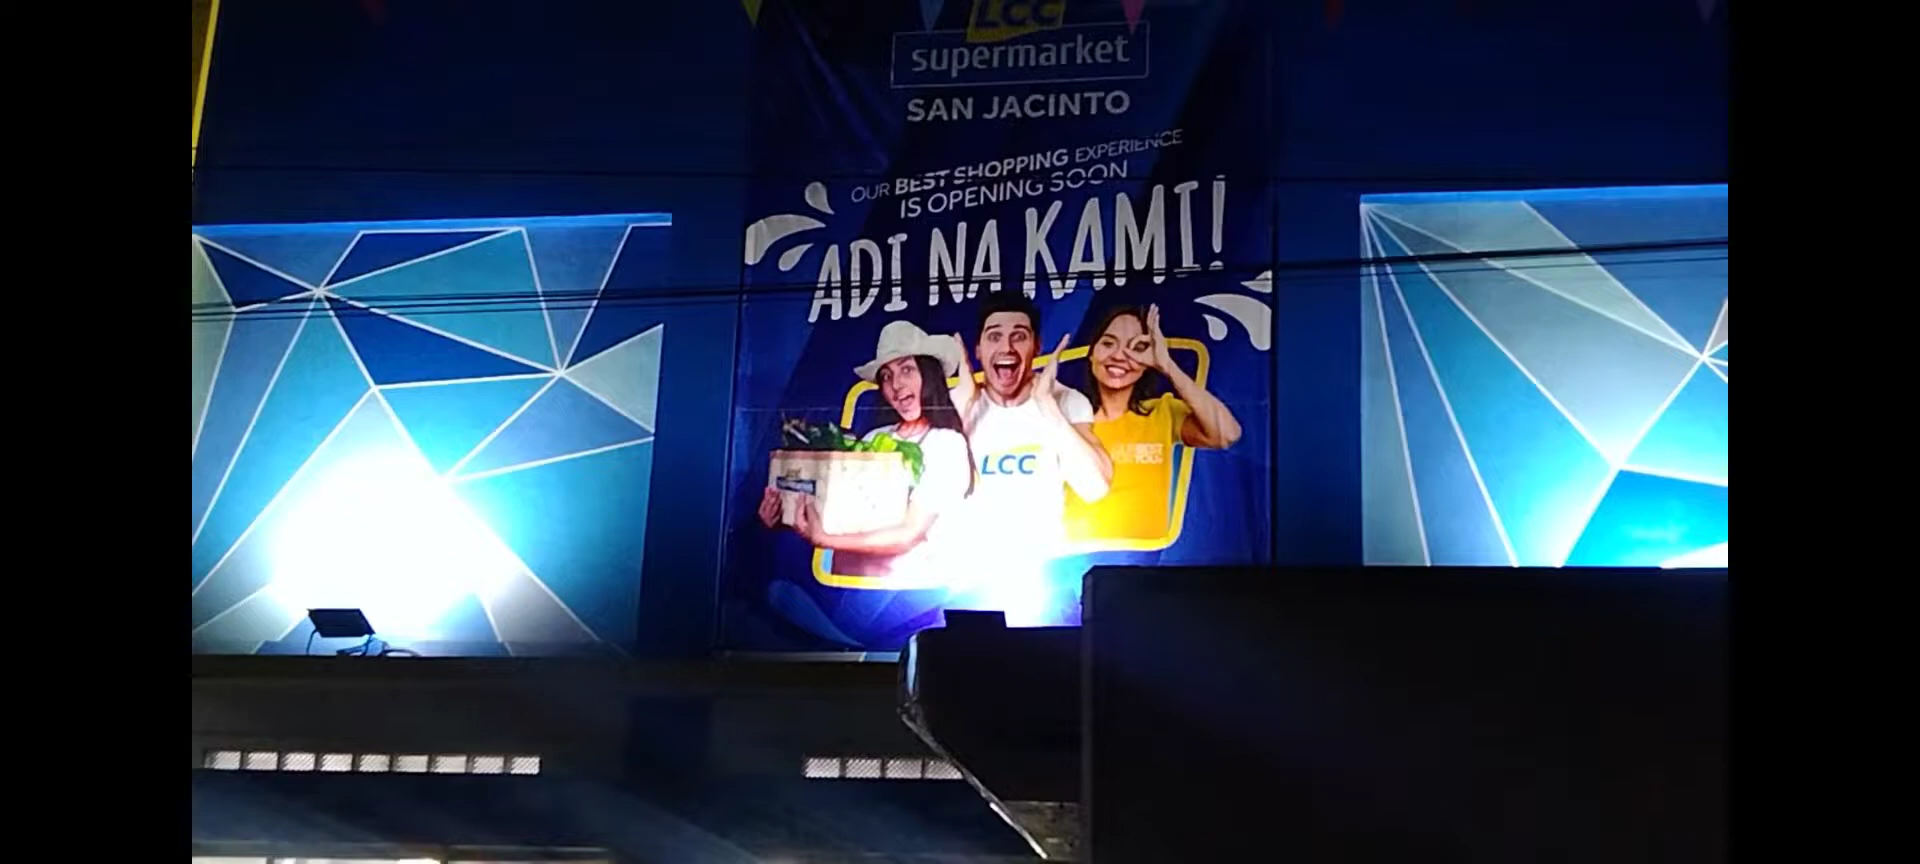 LCC
supermarket
SAN JACINTO
OUR BEST SHOPPING EXPERIENCE
IS OPENING SOON
ADI NA KAMI!
LCC